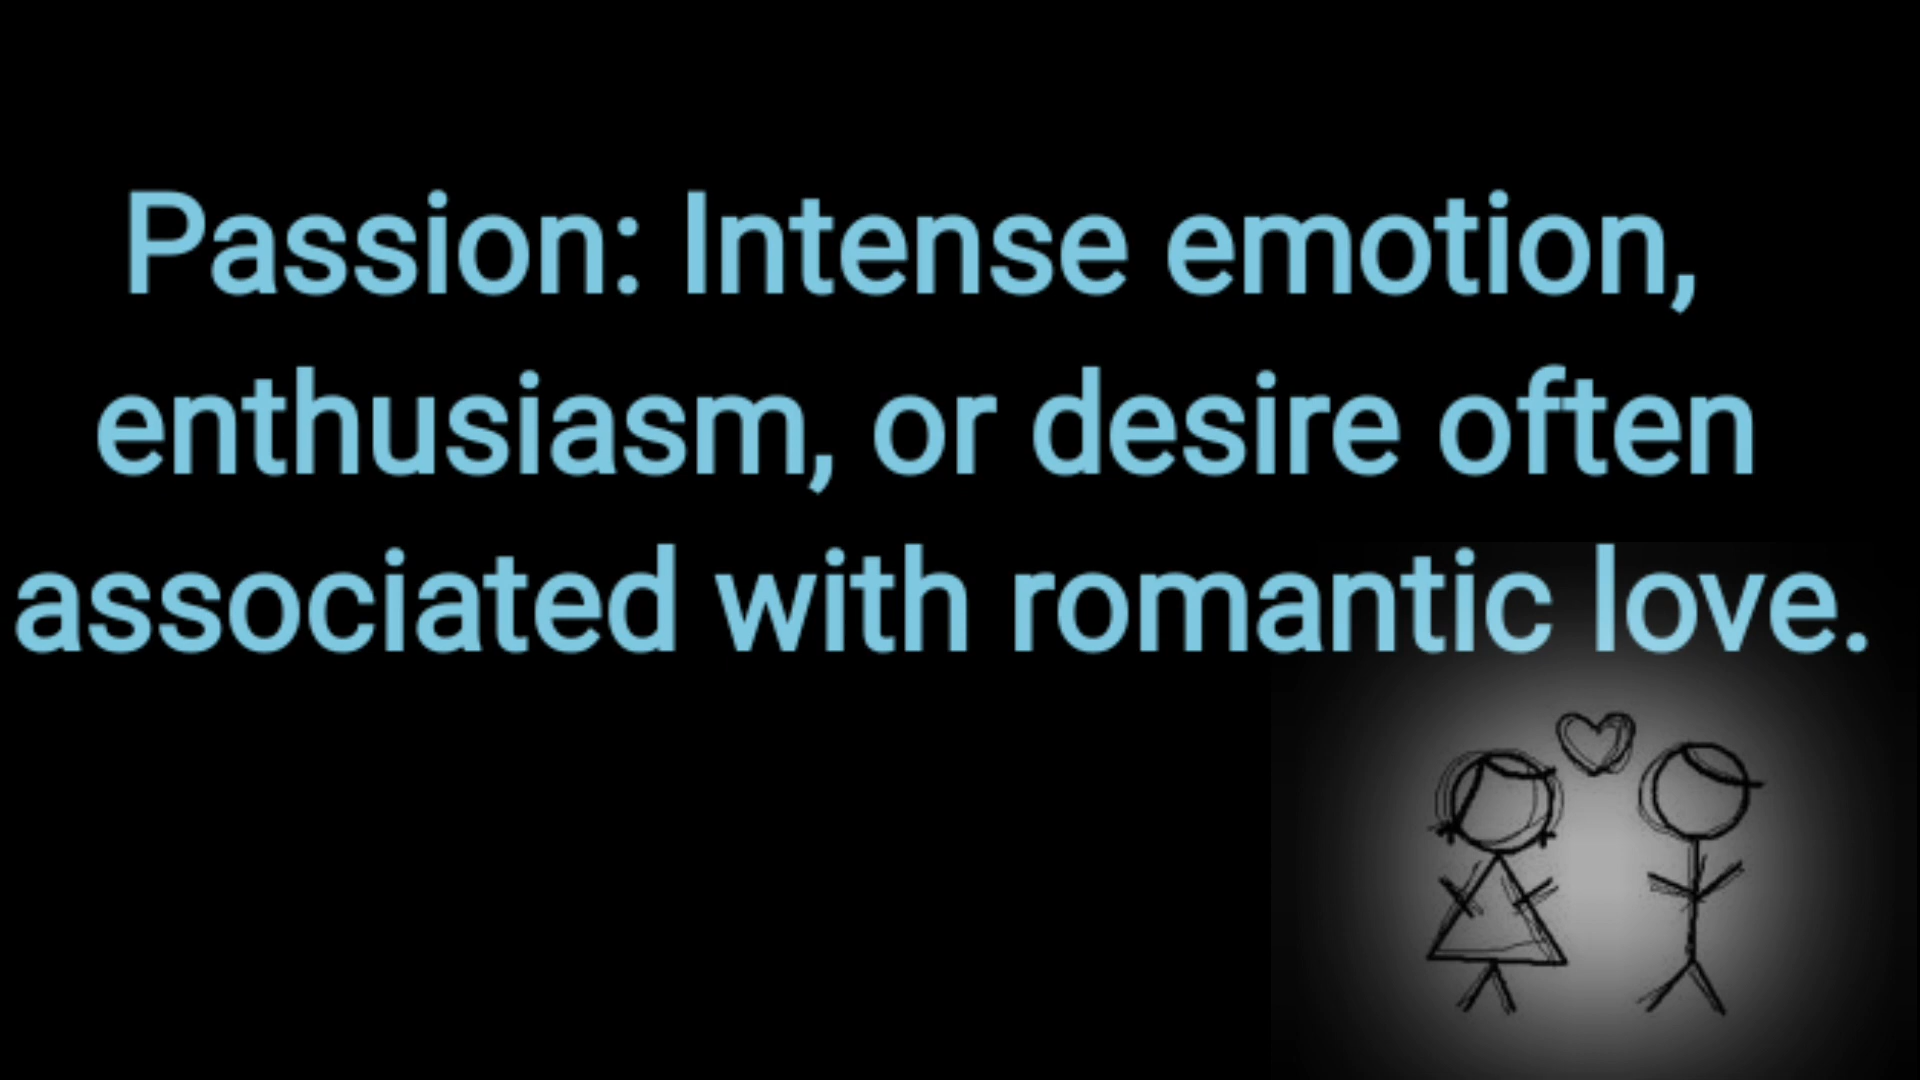 Passion: Intense emotion,
enthusiasm, or desire often
associated with romantic love.